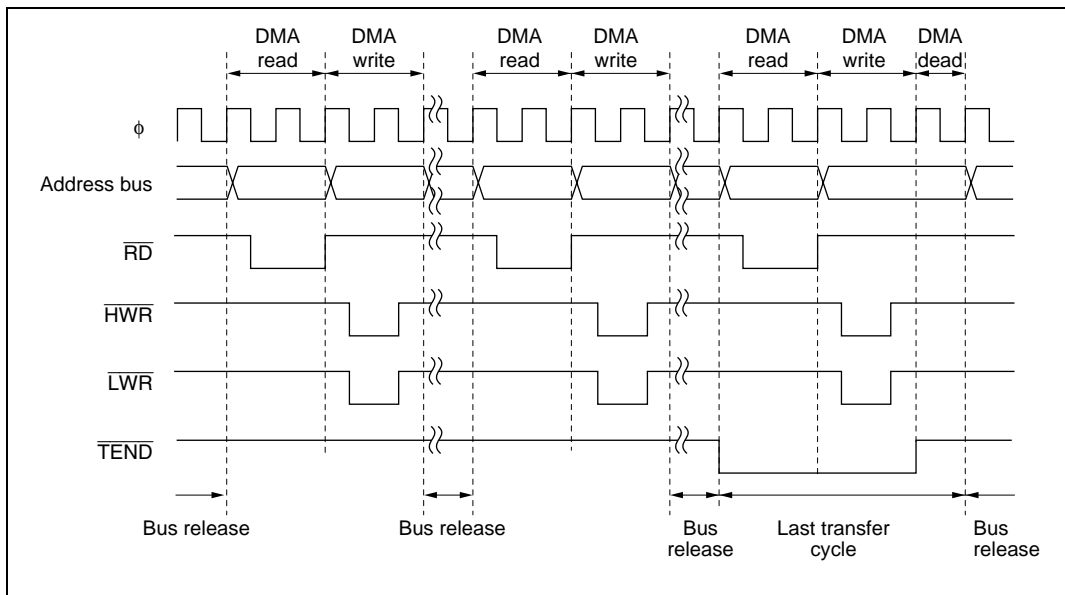 DMA read
DMA write
DMA read
DMA write
DMA read
DMA write
DMA dead
ϕ
Address bus
RD
HWR
LWR
TEND
Bus release
Bus release
Bus release
Last transfer cycle
Bus release